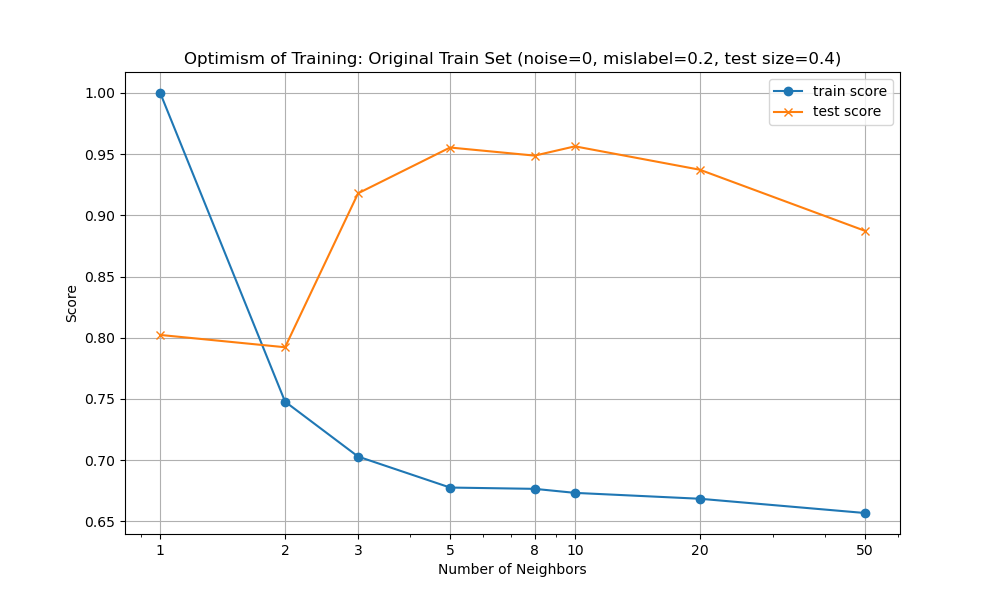 Optimism of Training: Original Train Set (noise=0, mislabel=0.2, test size=0.4)
train score
test score
1.00
0.95
0.90
0.85
0.80
0.75
0.70
0.65
Score
1 2 3 5 8 10 20 50
Number of Neighbors